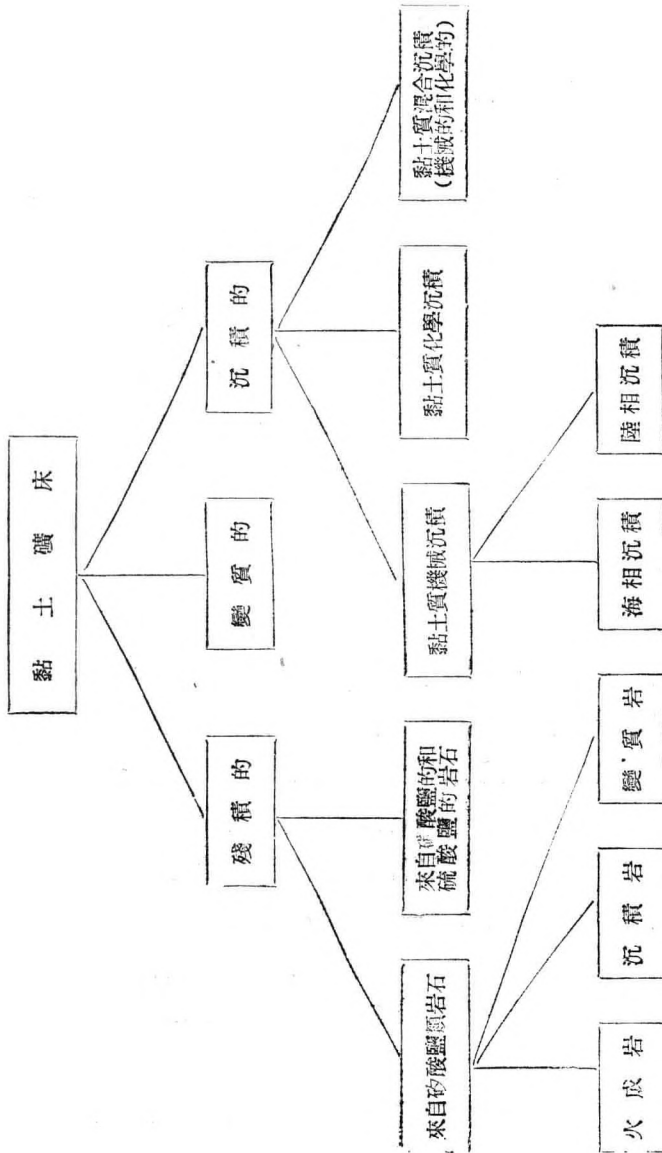 黏土礦床
殘積的
變質的
沉積的
來自矽酸鹽類岩石
來自碳酸鹽的和
硫酸鹽的岩石
黏土質機械沉積
黏土質化學沉積
黏土質混合沉積
(機械的和化學的)
火成岩
沉積岩
變質岩
海相沉積
陸相沉積